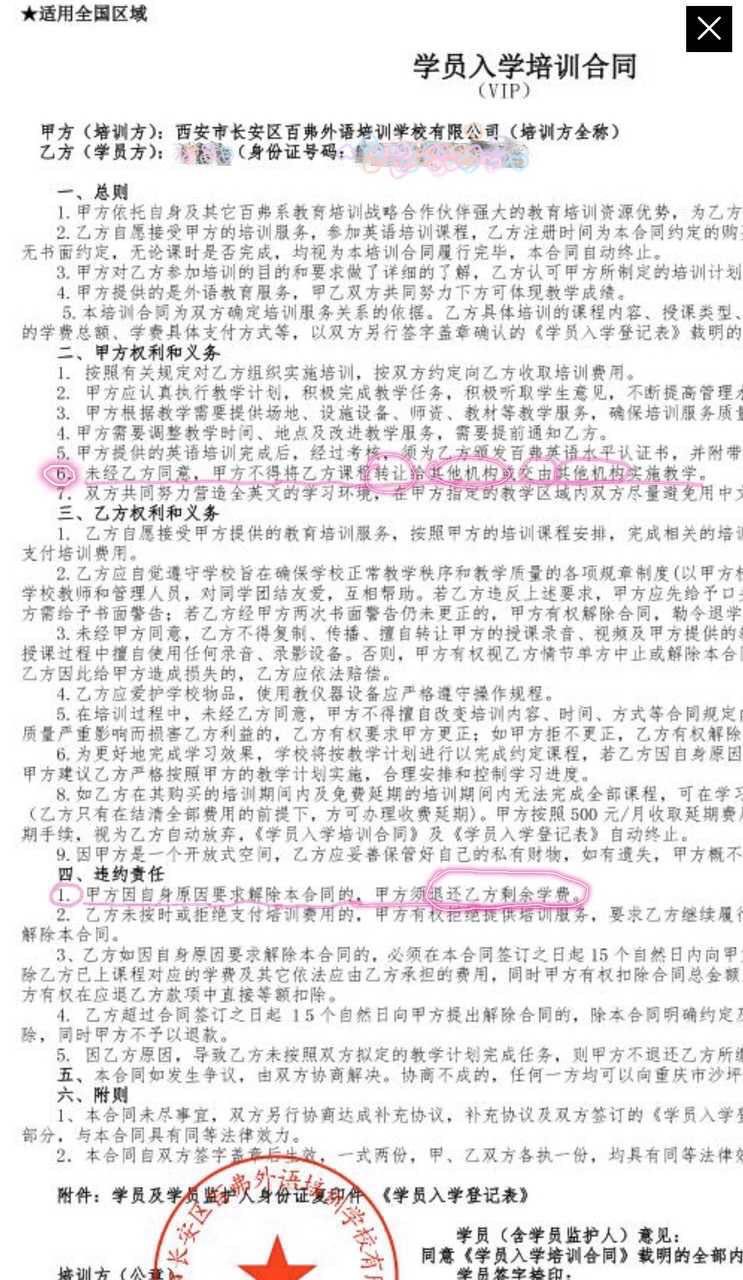 ★适用全国区域
学员入学培训合同
(VIP)
甲方（培训方）：西安市长安区百弗外语培训学校有限公司（培训方全称）
乙方（学员方）：（身份证号码：
一、总则
1.甲方依托自身及其它百弗系教育培训战略合作伙伴强大的教育培训资源优势，为乙方
2.乙方自愿接受甲方的培训服务，参加英语培训课程，乙方注册时间为本合同约定的购
无书面约定，无论课时是否完成，均视为本培训合同履行完毕，本合同自动终止。
3.甲方对乙方参加培训的目的和要求做了详细的了解，乙方认可甲方所制定的培训计划
4.甲方提供的是外语教育服务，甲乙双方共同努力下方可体现教学成绩。
5.本培训合同为双方确定培训服务关系的依据。乙方具体培训的课程内容、授课类型、
的学费总额、学费具体支付方式等，以双方另行签字盖章确认的《学员入学登记表》载明的
二、甲方权利和义务
1. 按照有关规定对乙方组织实施培训，按双方约定向乙方收取培训费用。
2. 甲方应认真执行教学计划，积极完成教学任务，积极听取学生意见，不断提高管理
3. 甲方根据教学需要提供场地、设施设备、师资、教材等教学服务，确保培训服务质
4.甲方需要调整教学时间、地点及改进教学服务，需要提前通知乙方。
5.甲方提供的英语培训完成后，经过考核，须为乙方颁发百弗英语水平认证书，并附带
6. 未经乙方同意，甲方不得将乙方课程转让给其他机构或交由其他机构实施教学。
7. 双方共同努力营造全英文的学习环境，在甲方指定的教学区域内双方尽量避免用中
三、乙方权利和义务
1. 乙方自愿接受甲方提供的教育培训服务，按照甲方的培训课程安排，完成相关的培
支付培训费用。
2.乙方应自觉遵守学校旨在确保学校正常教学秩序和教学质量的各项规章制度(以甲方
学校教师和管理人员，对同学团结友爱，互相帮助。若乙方违反上述要求，甲方应先给予口
方需给予书面警告；若乙方经甲方两次书面警告仍未更正的，甲方有权解除合同，勒令退学
3.未经甲方同意，乙方不得复制、传播、擅自转让甲方的授课录音、视频及甲方提供的
授课过程中擅自使用任何录音、录影设备。否则，甲方有权视乙方情节单方中止或解除本合
乙方因此给甲方造成损失的，乙方应依法赔偿。
4.乙方应爱护学校物品，使用教仪器设备应严格遵守操作规程。
5.在培训过程中，未经乙方同意，甲方不得擅自改变培训内容、时间、方式等合同规定
质量严重影响而损害乙方利益的，乙方有权要求甲方更正；如甲方拒不更正，乙方有权解除
6.为更好地完成学习效果，学校将按教学计划进行以完成约定课程，若乙方因自身原因
甲方建议乙方严格按照甲方的教学计划实施，合理安排和控制学习进度。
8.如乙方在其购买的培训期间内及免费延期的培训期间内无法完成全部课程，可在学习
（乙方只有在结清全部费用的前提下，方可办理收费延期）。甲方按照 500 元/月收取延期费
期手续，视为乙方自动放弃，《学员入学培训合同》及《学员入学登记表》自动终止。
9.因甲方是一个开放式空间，乙方应妥善保管好自己的私有财物，如有遗失，甲方概不
四、违约责任
1. 甲方因自身原因要求解除本合同的，甲方须退还乙方剩余学费。
2. 乙方未按时或拒绝支付培训费用的，甲方有权拒绝提供培训服务，要求乙方继续履
解除本合同。
3、乙方如因自身原因要求解除本合同的，必须在本合同签订之日起 15 个自然日内向甲
除乙方已上课程对应的学费及其它依法应由乙方承担的费用，同时甲方有权扣除合同总金额
方有权在应退乙方款项中直接等额扣除。
4. 乙方超过合同签订之日起 15个自然日向甲方提出解除合同的，除本合同明确约定
除，同时甲方不予以退款。
5. 因乙方原因，导致乙方未按照双方拟定的教学计划完成任务，则甲方不退还乙方所
五、本合同如发生争议，由双方协商解决。协商不成的，任何一方均可以向重庆市沙坪
六、附则
1、本合同未尽事宜，双方另行协商达成补充协议，补充协议及双方签订的《学员入学
部分，与本合同具有同等法律效力。
2. 本合同自双方签字盖章后生效，一式两份，甲、乙双方各执一份，均具有同等法律
附件：学员及学员监护人身份证复印件 《学员入学登记表》
长安区百弗外语培训学校有
学员（含学员监护人）意见：
同意《学员入学培训合同》载明的全部内
培训方（公章）
学员签字捺印：